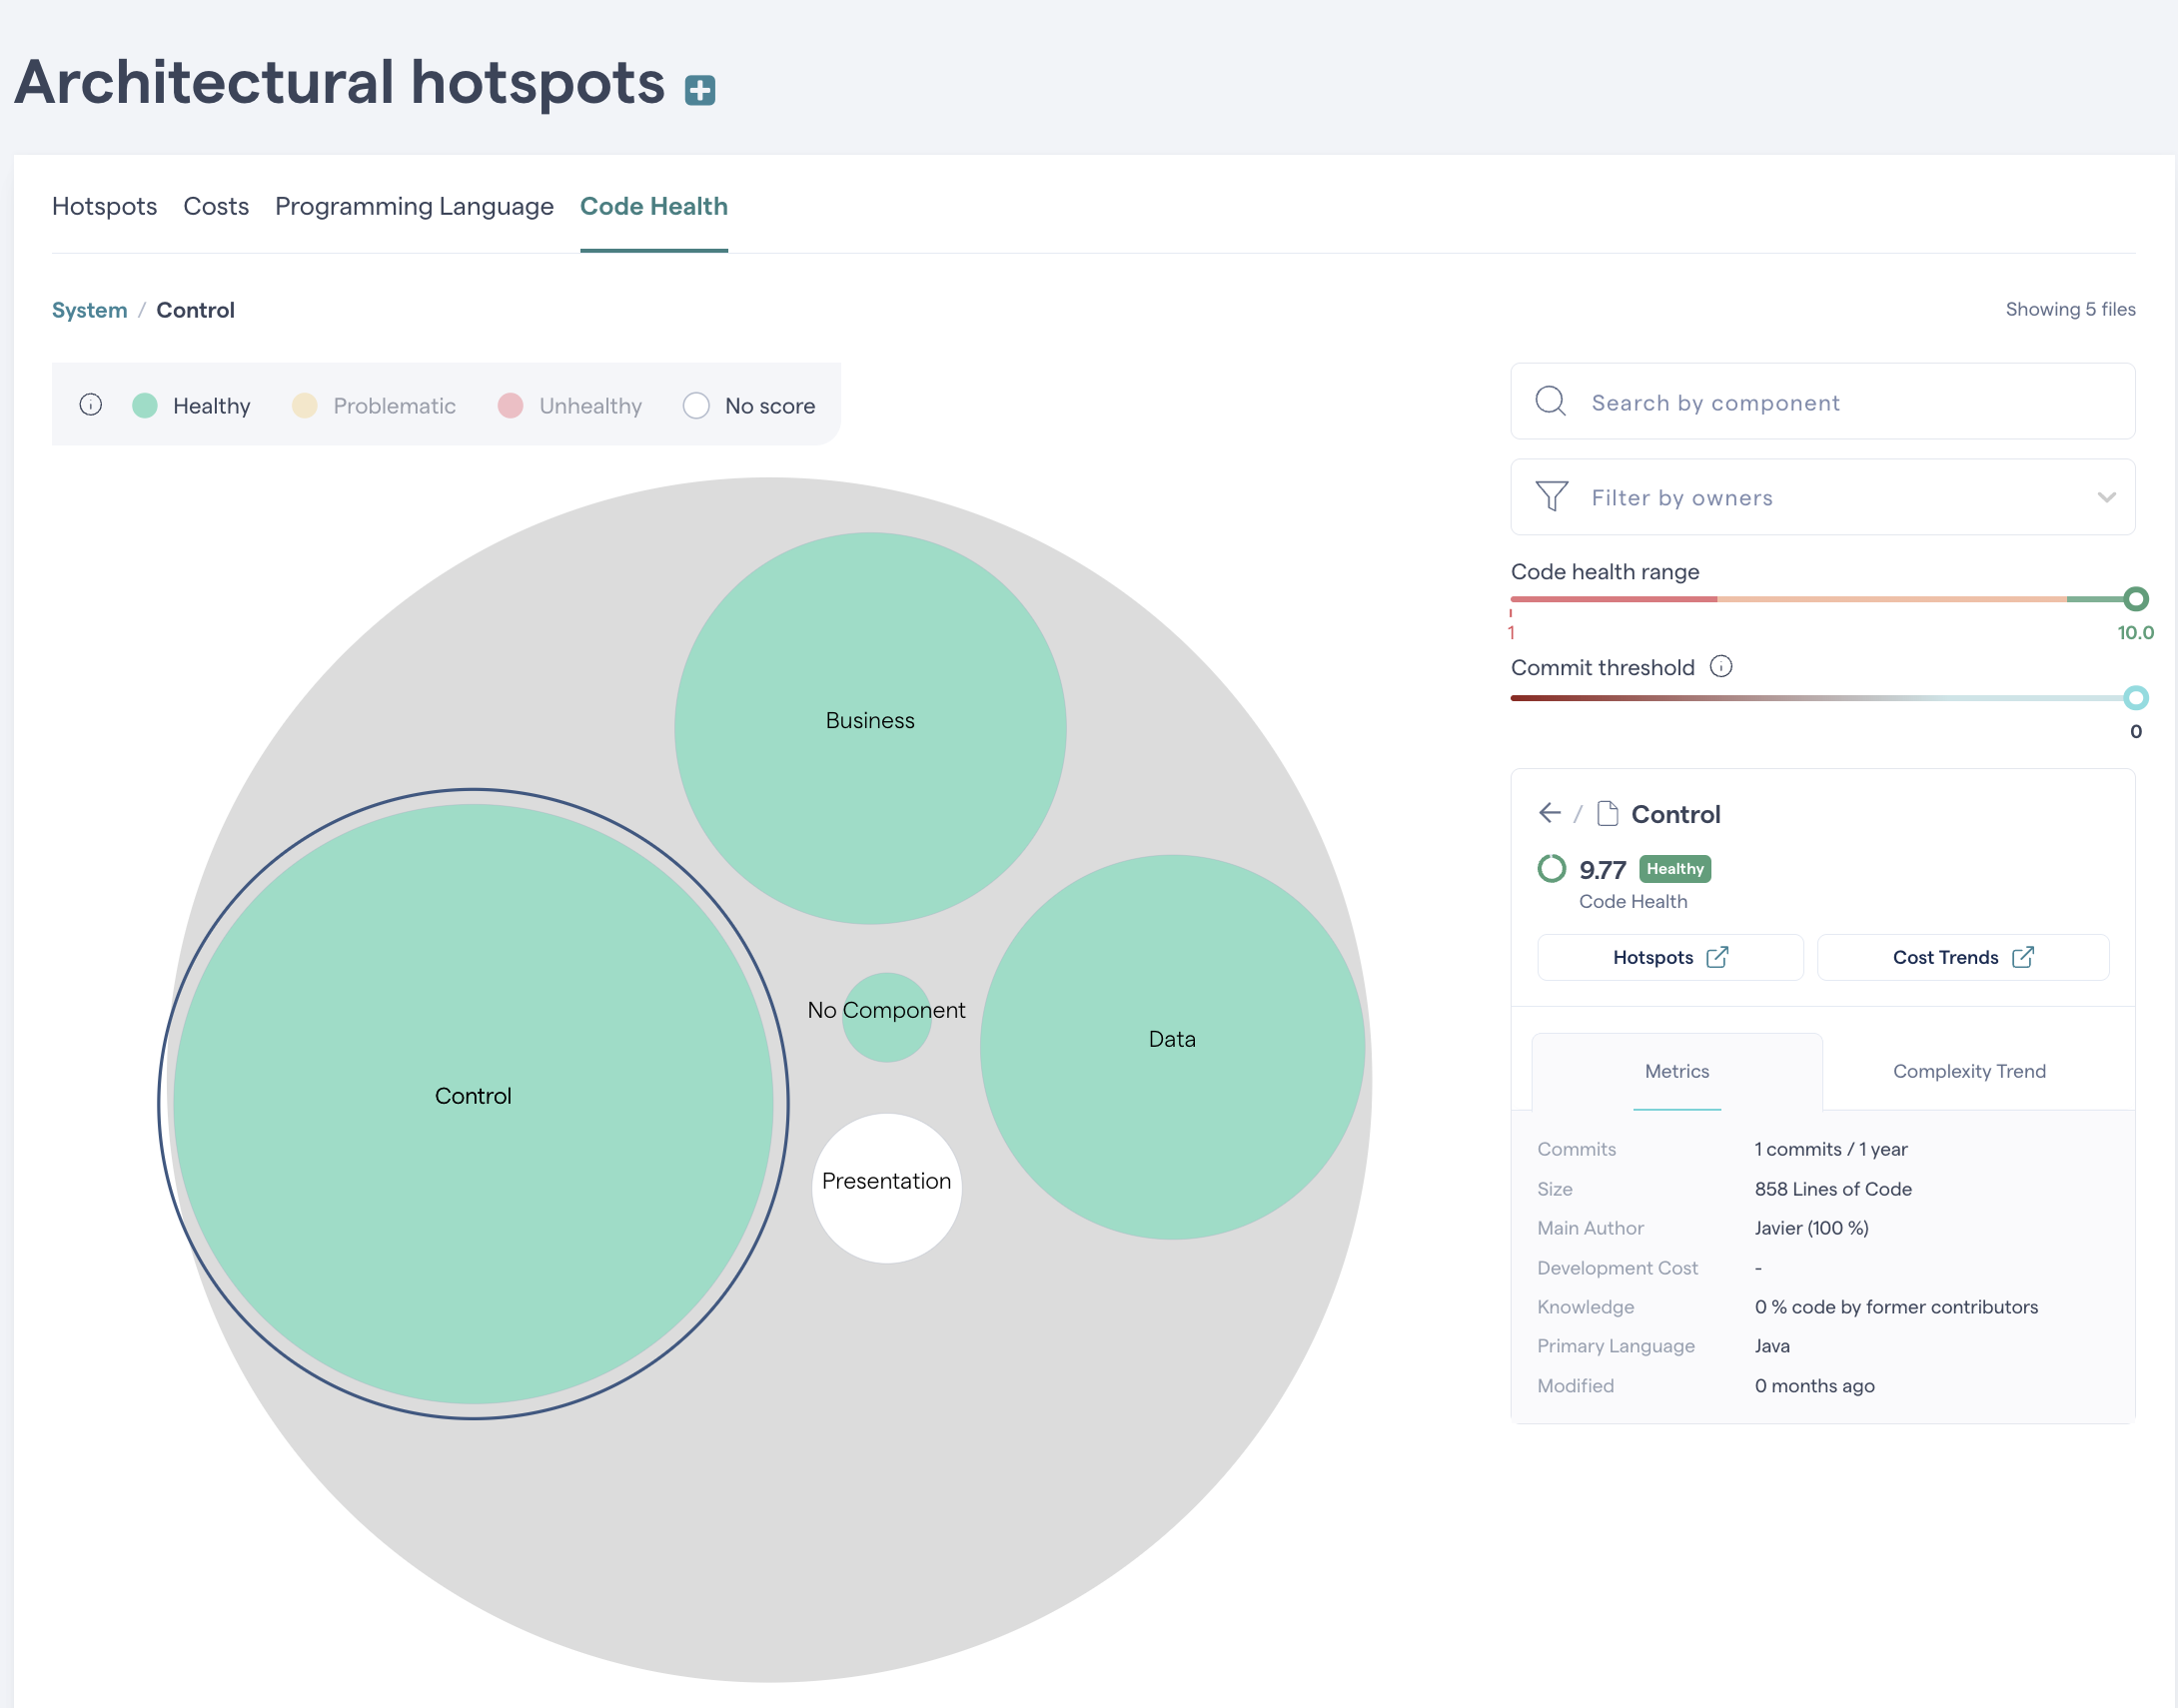 Architectural hotspots
Hotspots Costs Programming Language Code Health
System / Control
Showing 5 files
Healthy Problematic Unhealthy No score
Search by component
Filter by owners
Code health range
1 10.0
Commit threshold
0
Business
No Component
Data
Control
Presentation
/ Control
9.77 Healthy
Code Health
Hotspots Cost Trends
Metrics Complexity Trend
Commits 1 commits / 1 year
Size 858 Lines of Code
Main Author Javier (100 %)
Development Cost -
Knowledge 0 % code by former contributors
Primary Language Java
Modified 0 months ago